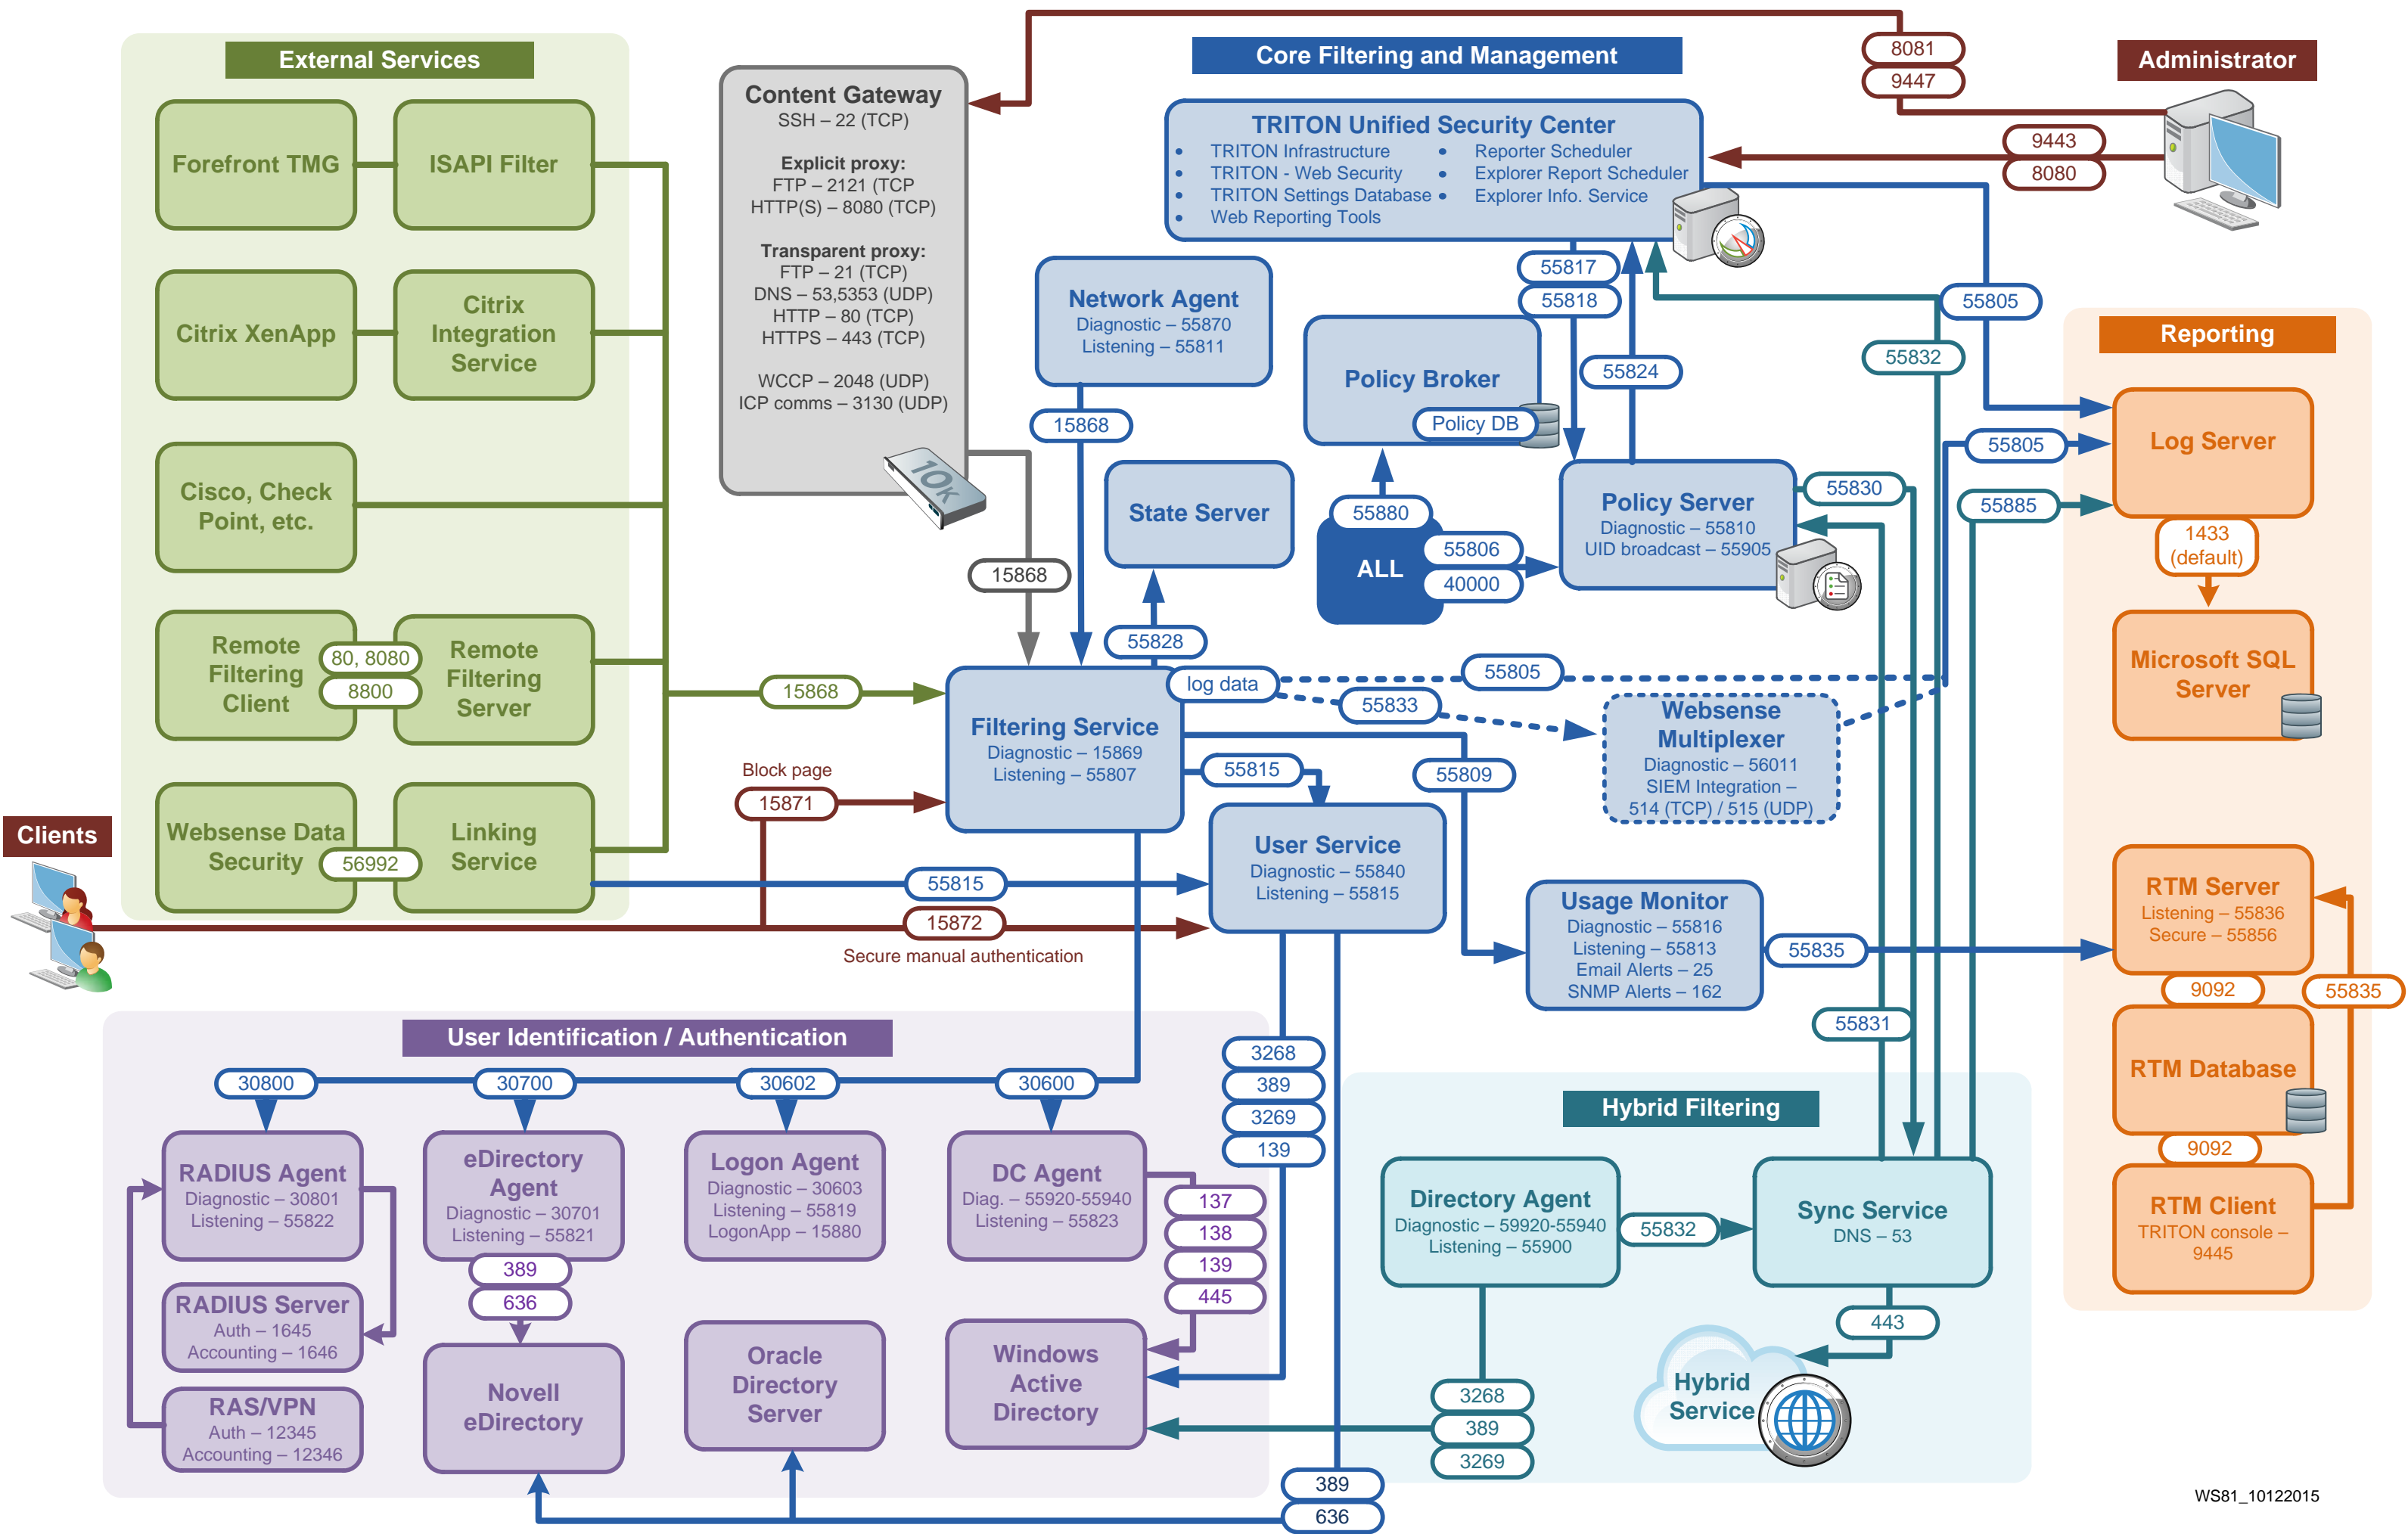 External Services
Forefront TMG
ISAPI Filter
Citrix XenApp
Citrix
Integration
Service
Cisco, Check
Point, etc.
Remote
Filtering
Client
80, 8080
8800
Remote
Filtering
Server
Websense Data
Security
56992
Linking
Service
Clients
Content Gateway
SSH – 22 (TCP)
Explicit proxy:
FTP – 2121 (TCP
HTTP(S) – 8080 (TCP)
Transparent proxy:
FTP – 21 (TCP)
DNS – 53,5353 (UDP)
HTTP – 80 (TCP)
HTTPS – 443 (TCP)
WCCP – 2048 (UDP)
ICP comms – 3130 (UDP)
10K
15868
15868
Block page
15871
55815
15872
Secure manual authentication
Core Filtering and Management
TRITON Unified Security Center
• TRITON Infrastructure
• TRITON - Web Security
• TRITON Settings Database
• Web Reporting Tools
• Reporter Scheduler
• Explorer Report Scheduler
• Explorer Info. Service
8081
9447
Administrator
9443
8080
Network Agent
Diagnostic – 55870
Listening – 55811
15868
55817
55818
55824
Policy Broker
Policy DB
State Server
55828
55880
ALL
55806
40000
Policy Server
Diagnostic – 55810
UID broadcast – 55905
55830
55832
55805
55805
55885
Filtering Service
Diagnostic – 15869
Listening – 55807
log data
55805
55833
Websense
Multiplexer
Diagnostic – 56011
SIEM Integration –
514 (TCP) / 515 (UDP)
55815
55809
User Service
Diagnostic – 55840
Listening – 55815
Usage Monitor
Diagnostic – 55816
Listening – 55813
Email Alerts – 25
SNMP Alerts – 162
55835
55831
Reporting
Log Server
1433
(default)
Microsoft SQL
Server
RTM Server
Listening – 55836
Secure – 55856
9092
55835
RTM Database
9092
RTM Client
TRITON console –
9445
User Identification / Authentication
30800
30700
30602
30600
RADIUS Agent
Diagnostic – 30801
Listening – 55822
RADIUS Server
Auth – 1645
Accounting – 1646
RAS/VPN
Auth – 12345
Accounting – 12346
eDirectory
Agent
Diagnostic – 30701
Listening – 55821
389
636
Novell
eDirectory
Logon Agent
Diagnostic – 30603
Listening – 55819
LogonApp – 15880
Oracle
Directory
Server
DC Agent
Diag. – 55920-55940
Listening – 55823
137
138
139
445
Windows
Active
Directory
3268
389
3269
139
389
636
Hybrid Filtering
Directory Agent
Diagnostic – 59920-55940
Listening – 55900
55832
Sync Service
DNS – 53
443
Hybrid
Service
3268
389
3269
WS81_10122015